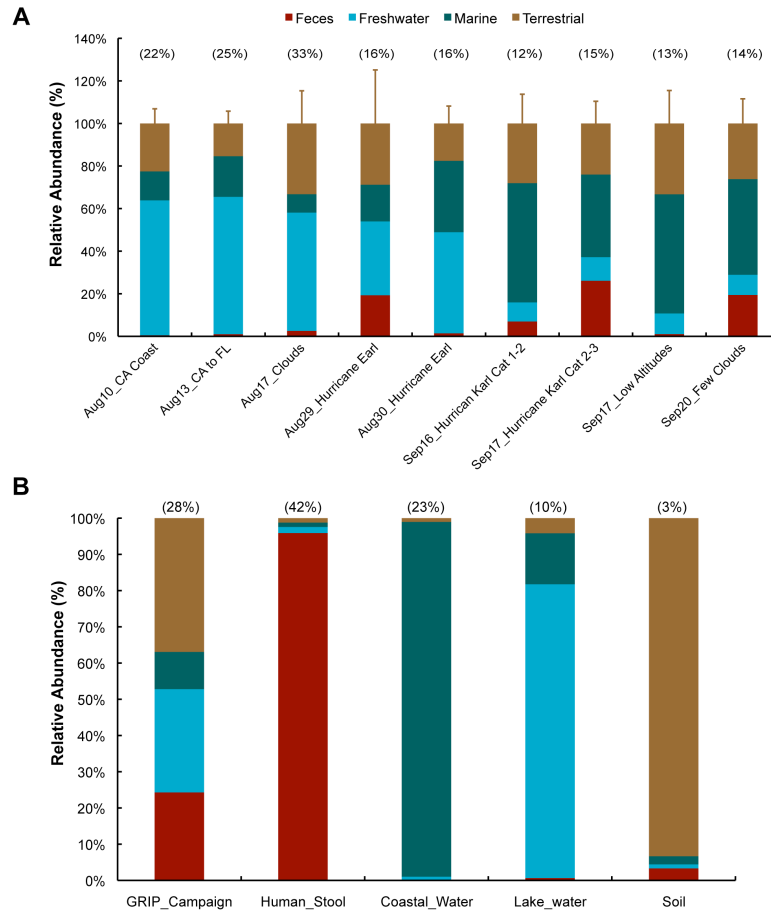 A
Feces Freshwater Marine Terrestrial
(22%) (25%) (33%) (16%) (16%) (12%) (15%) (13%) (14%)
Relative Abundance (%)
140%
120%
100%
80%
60%
40%
20%
0%
Aug10_CA Coast
Aug13_CA to FL
Aug17_Clouds
Aug29_Hurricane Earl
Aug30_Hurricane Earl
Sep16_Hurrican Karl Cat 1-2
Sep17_Hurricane Karl Cat 2-3
Sep17_Low Altitudes
Sep20_Few Clouds
B
(28%) (42%) (23%) (10%) (3%)
Relative Abundance (%)
100%
90%
80%
70%
60%
50%
40%
30%
20%
10%
0%
GRIP_Campaign Human_Stool Coastal_Water Lake_water Soil